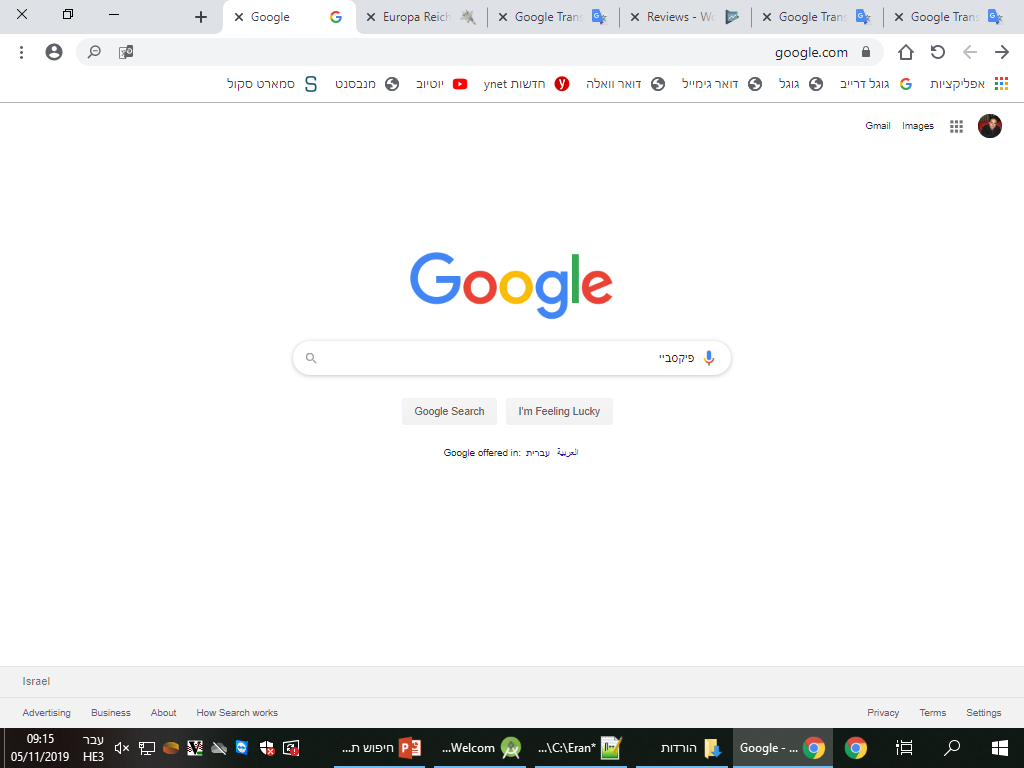 Google
Europa Reich
Google Trans
Reviews - Wo
Google Trans
Google Trans
google.com
אפליקציות
גוגל דרייב
גוגל
דואר גימייל
דואר וואלה
חדשות ynet
יוטיוב
מנבסנט
סמארט סקול
Gmail Images
Google
פיקסביי
Google Search I'm Feeling Lucky
Google offered in: עברית العربية
Israel
Advertising Business About How Search works Privacy Terms Settings
Google - ...
הורדות
...\C:\Eran*
...Welcom
חיפוש ת...
עבר
HE3
09:15
05/11/2019